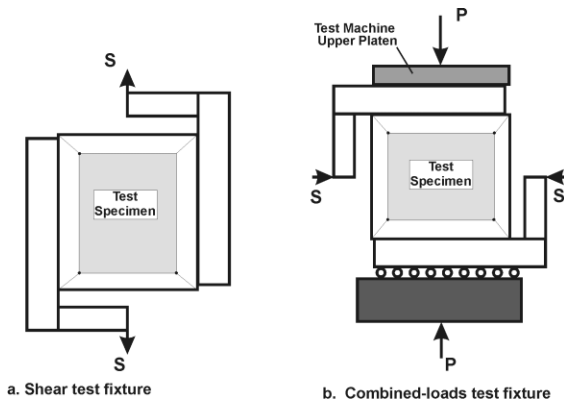 S
Test
Specimen
S
a. Shear test fixture
P
Test Machine
Upper Platen
S
Test
Specimen
S
P
b. Combined-loads test fixture